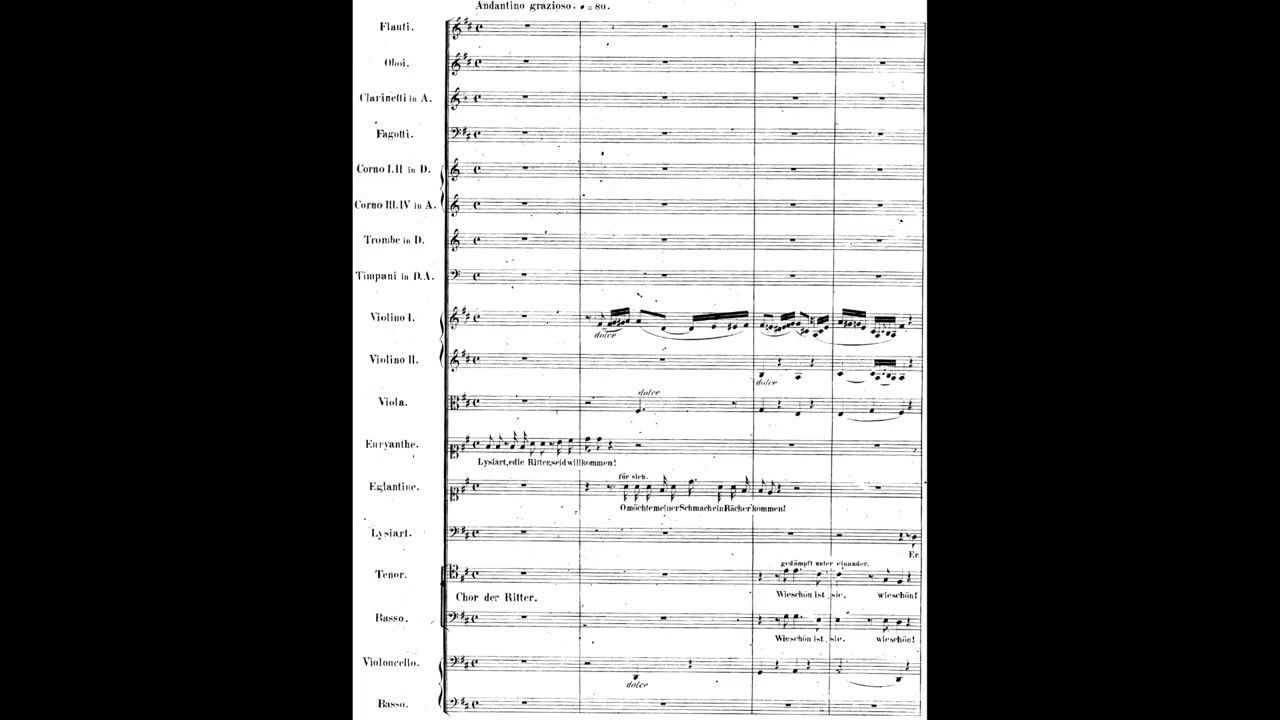 Andantino grazioso. ♩ = 80.
Flauti.
Oboi.
Clarinetti in A.
Fagotti.
Corno I.II in D.
Corno III.IV in A.
Trombe in D.
Timpani in D.A.
Violino I.
dolce
Violino II.
dolce
dolce
Viola.
Euryanthe.
Lysiart, edle Ritter, seid willkommen!
für sich.
Eglantine.
O möchte meiner Schmach ein Rächer kommen!
Lysiart.
Er
gedämpft unter einander.
Tenor.
Wie schön ist sie, wie schön!
Chor der Ritter.
Basso.
Wie schön ist sie, wie schön!
Violoncello.
dolce
Basso.